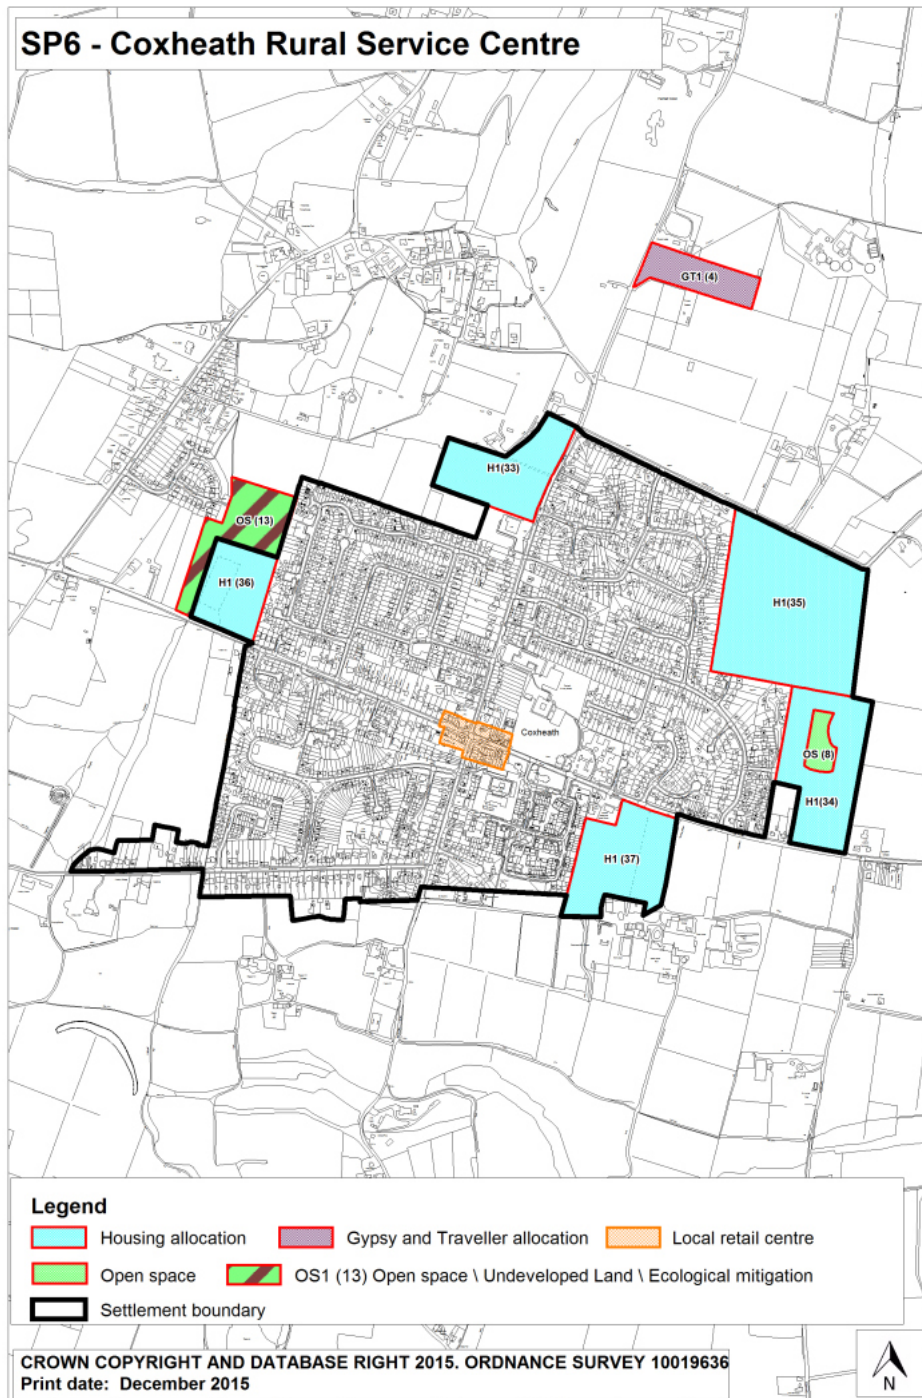 SP6 - Coxheath Rural Service Centre
GT1 (4)
H1(33)
OS (13)
H1 (36)
H1(35)
Coxheath
OS (8)
H1(34)
H1 (37)
Legend
Housing allocation
Gypsy and Traveller allocation
Local retail centre
Open space
OS1 (13) Open space \ Undeveloped Land \ Ecological mitigation
Settlement boundary
CROWN COPYRIGHT AND DATABASE RIGHT 2015. ORDNANCE SURVEY 10019636
Print date: December 2015
N